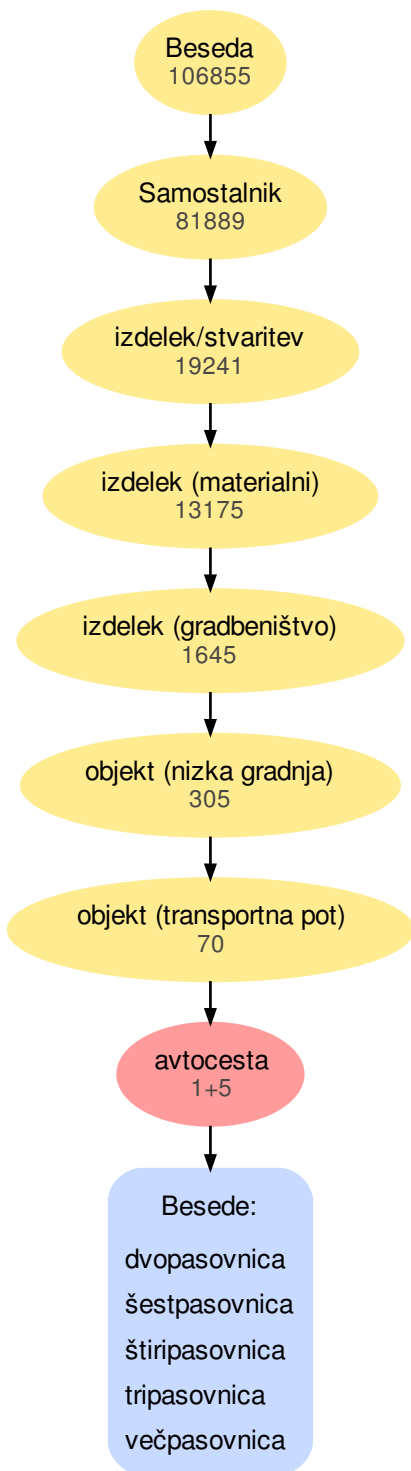 Beseda
106855
Samostalnik
81889
izdelek/stvaritev
19241
izdelek (materialni)
13175
izdelek (gradbeništvo)
1645
objekt (nizka gradnja)
305
objekt (transportna pot)
70
avtocesta
1+5
Besede:
dvopasovnica
šestpasovnica
štiripasovnica
tripasovnica
večpasovnica